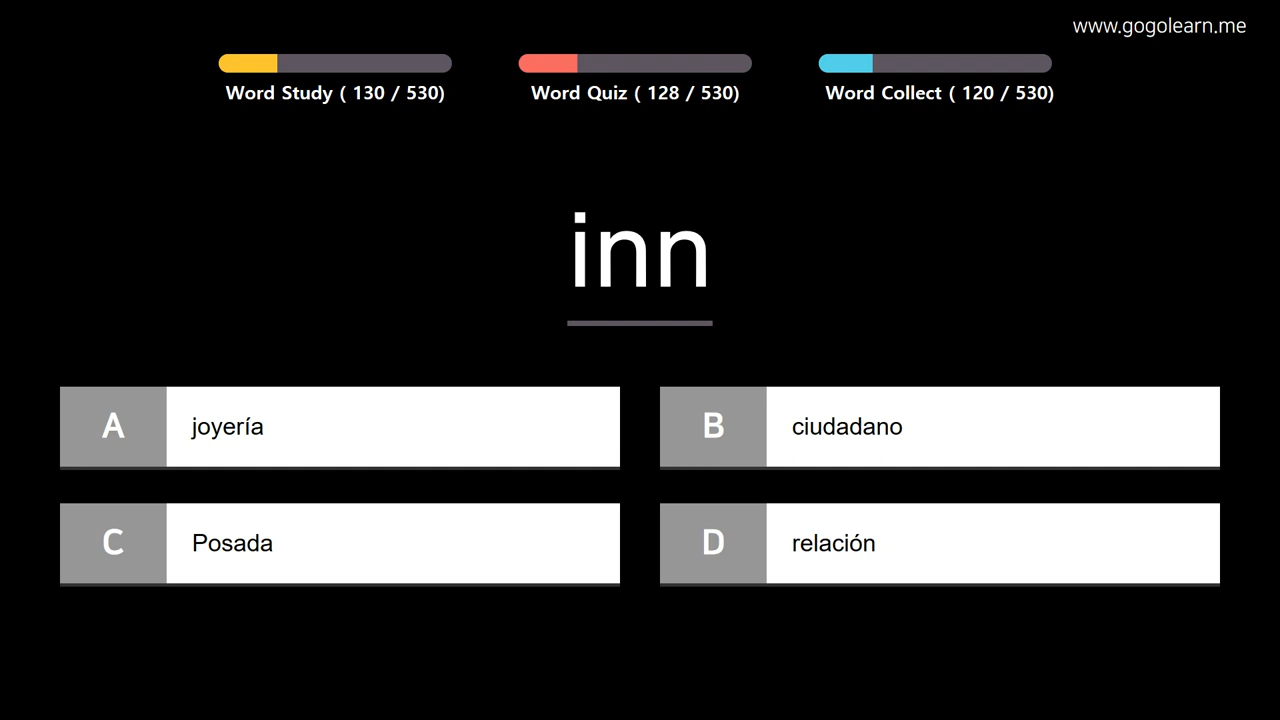 www.gogolearn.me
Word Study ( 130 / 530)
Word Quiz ( 128 / 530)
Word Collect ( 120 / 530)
inn
A joyería
B ciudadano
C Posada
D relación